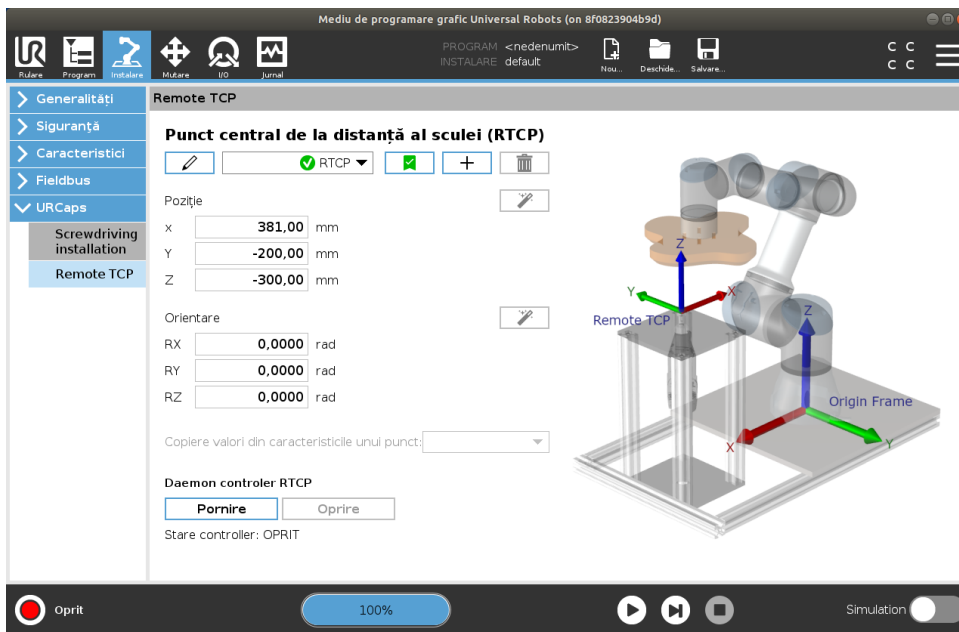 Mediu de programare grafic Universal Robots (on 8f0823904b9d)
UR
PROGRAM <nedenumit>
INSTALARE default
C C
C C
Rulare Program Instalare Mutare I/O Jurnal Nou... Deschide... Salvare...
Generalități
Siguranță
Caracteristici
Fieldbus
URCaps
Screwdriving
installation
Remote TCP
Remote TCP
Punct central de la distanță al sculei (RTCP)
RTCP
Poziție
X 381,00 mm
Y -200,00 mm
Z -300,00 mm
Orientare
RX 0,0000 rad
RY 0,0000 rad
RZ 0,0000 rad
Copiere valori din caracteristicile unui punct:
Daemon controler RTCP
Pornire Oprire
Stare controller: OPRIT
Z
Y X
Remote TCP
Z
Origin Frame
X Y
Oprit
100%
Simulation